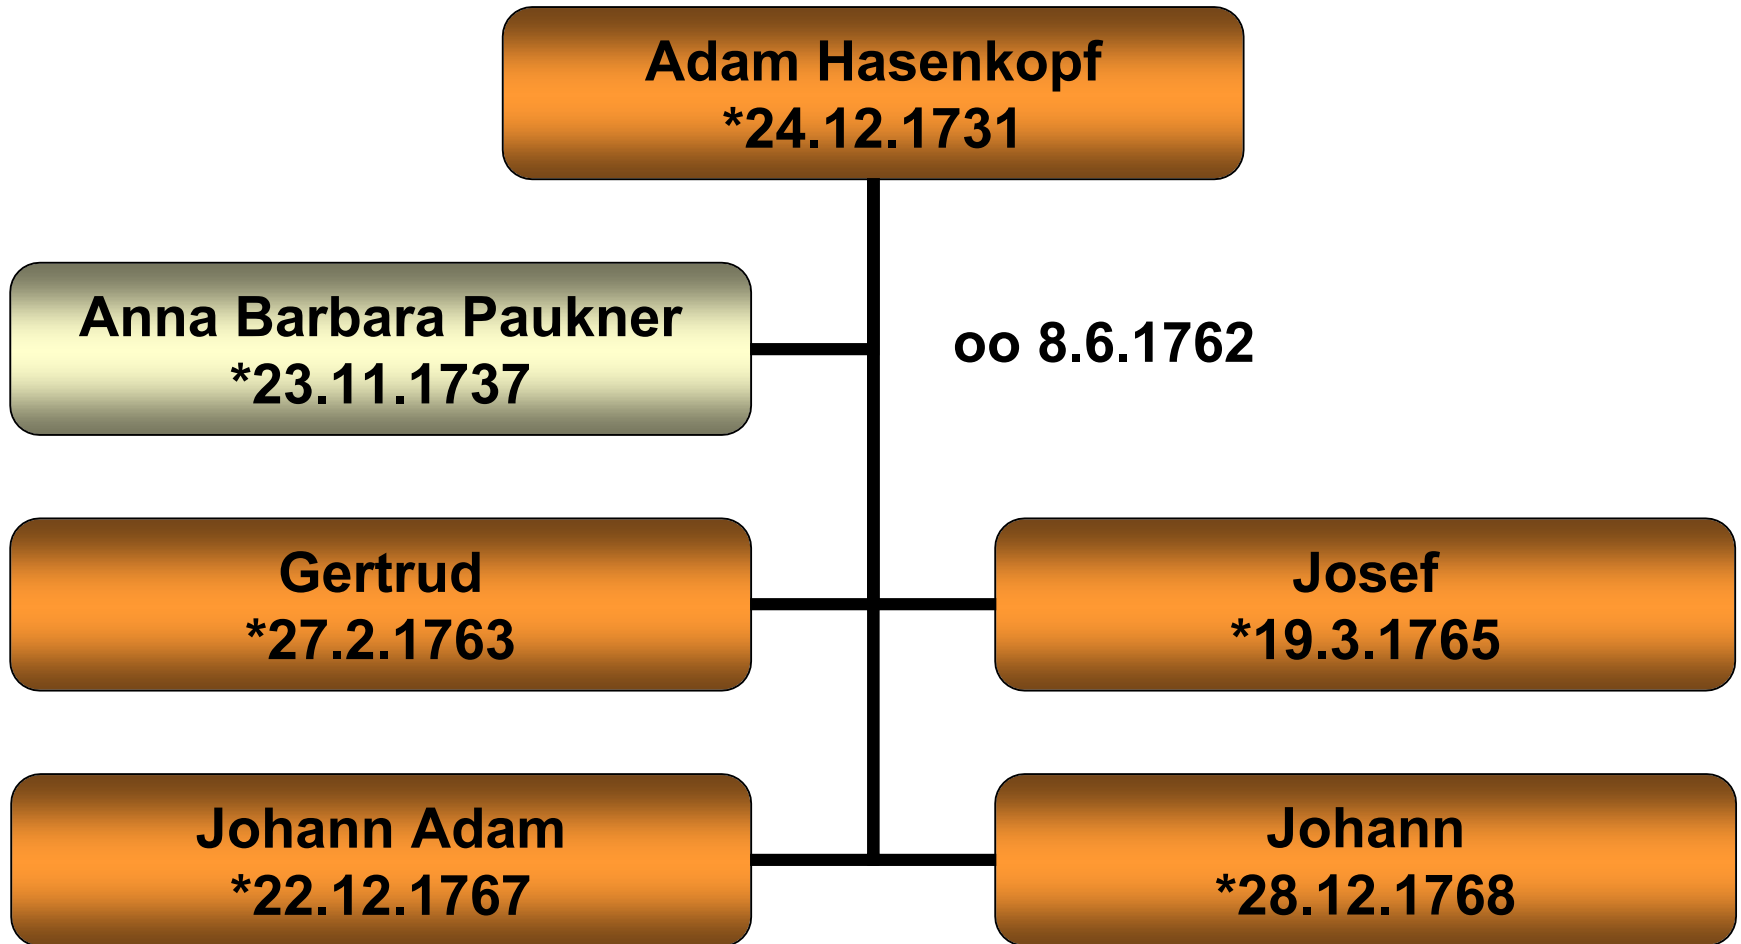 Adam Hasenkopf
*24.12.1731
Anna Barbara Paukner
*23.11.1737
oo 8.6.1762
Gertrud
*27.2.1763
Josef
*19.3.1765
Johann Adam
*22.12.1767
Johann
*28.12.1768